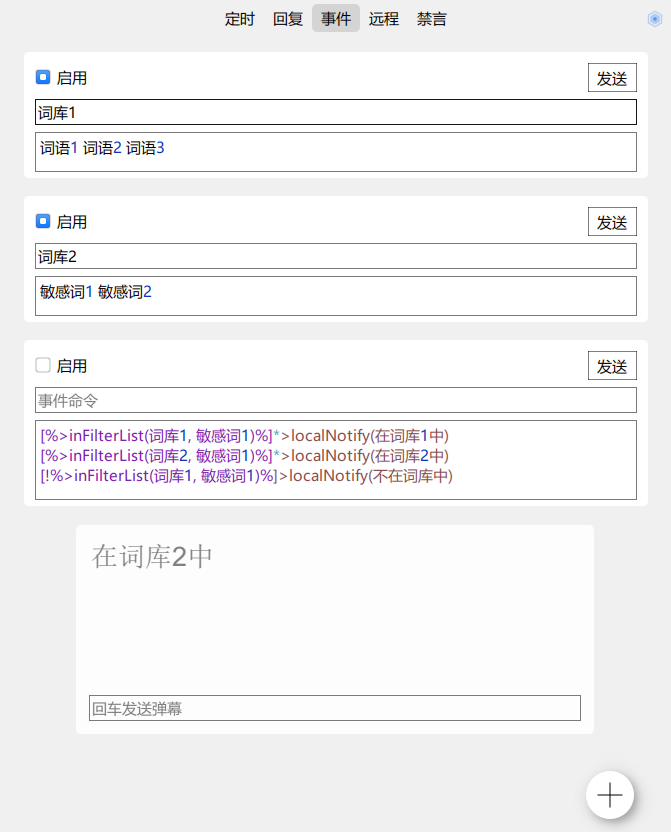 定时 回复 事件 远程 禁言
启用 发送
词库1
词语1 词语2 词语3
启用 发送
词库2
敏感词1 敏感词2
启用 发送
事件命令
[%>inFilterList(词库1, 敏感词1)%]*>localNotify(在词库1中)
[%>inFilterList(词库2, 敏感词1)%]*>localNotify(在词库2中)
[!%>inFilterList(词库1, 敏感词1)%]>localNotify(不在词库中)
在词库2中
回车发送弹幕